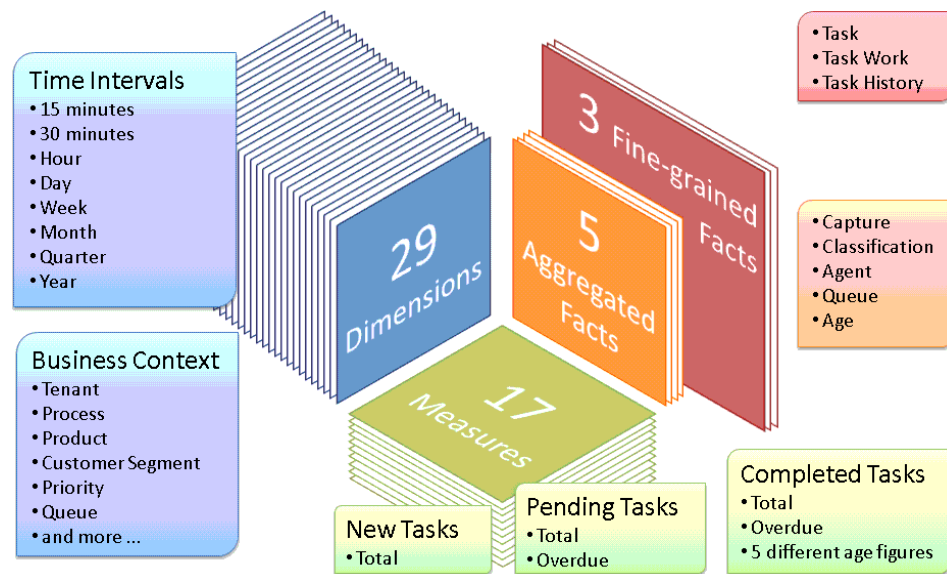 Time Intervals
• 15 minutes
• 30 minutes
• Hour
• Day
• Week
• Month
• Quarter
• Year
Business Context
• Tenant
• Process
• Product
• Customer Segment
• Priority
• Queue
• and more ...
29
Dimensions
5
Aggregated
Facts
3 Fine-grained
Facts
17
Measures
• Task
• Task Work
• Task History
• Capture
• Classification
• Agent
• Queue
• Age
New Tasks
• Total
Pending Tasks
• Total
• Overdue
Completed Tasks
• Total
• Overdue
• 5 different age figures